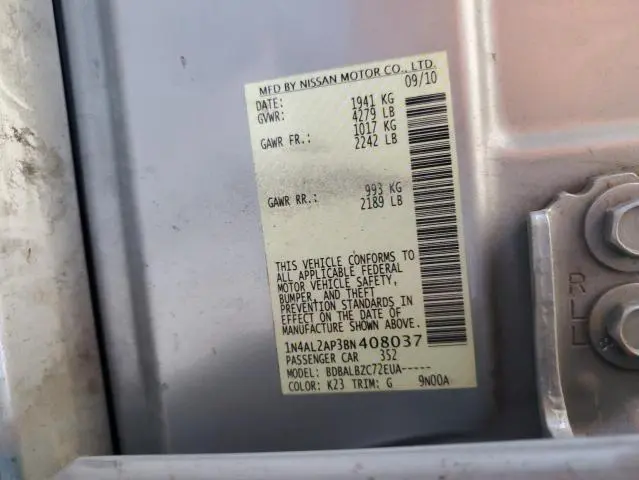 MFD BY NISSAN MOTOR CO., LTD.
DATE: 09/10
GVWR: 1941 KG
4279 LB
GAWR FR.: 1017 KG
2242 LB
GAWR RR.: 993 KG
2189 LB
THIS VEHICLE CONFORMS TO
ALL APPLICABLE FEDERAL
MOTOR VEHICLE SAFETY,
BUMPER, AND THEFT
PREVENTION STANDARDS IN
EFFECT ON THE DATE OF
MANUFACTURE SHOWN ABOVE.
1N4AL2AP3BN408037
PASSENGER CAR 352
MODEL: BDBALBZC72EUA-----
COLOR: K23 TRIM: G 9N00A
R
L
L